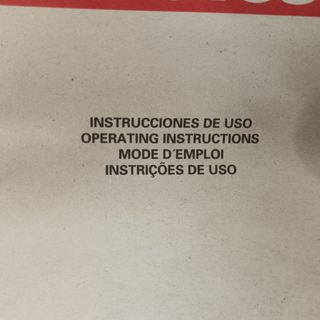 INSTRUCCIONES DE USO
OPERATING INSTRUCTIONS
MODE D´EMPLOI
INSTRIÇÕES DE USO